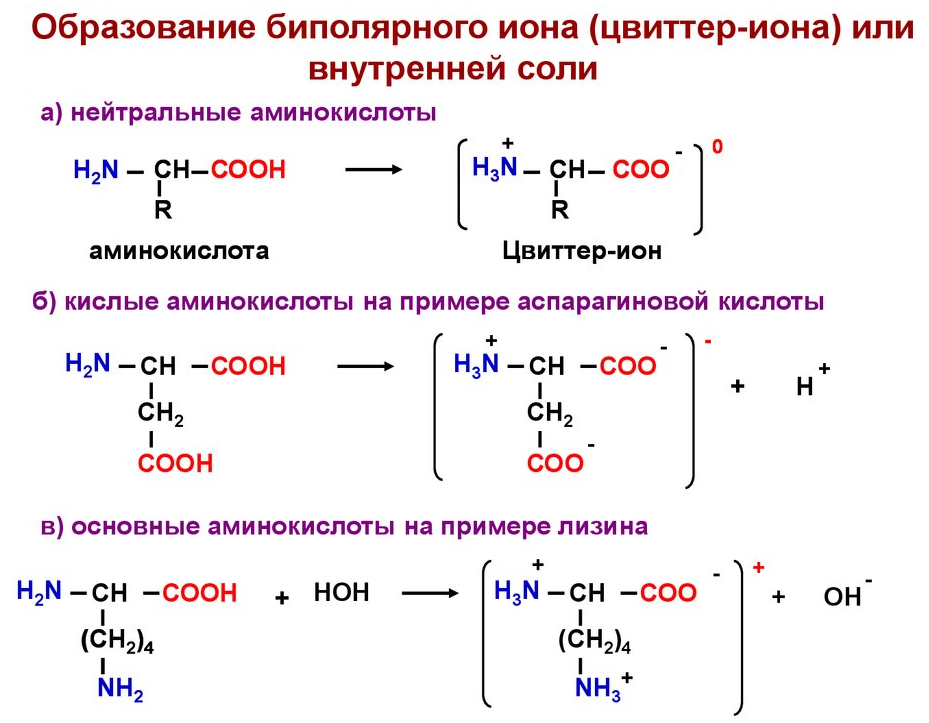 Образование биполярного иона (цвиттер-иона) или
внутренней соли
а) нейтральные аминокислоты
H₂N – CH–COOH → [H₃N⁺ – CH– COO⁻]⁰
R R
аминокислота Цвиттер-ион
б) кислые аминокислоты на примере аспарагиновой кислоты
H₂N – CH –COOH → [H₃N⁺ – CH –COO⁻]⁻ + H⁺
CH₂ CH₂
COOH COO⁻
в) основные аминокислоты на примере лизина
H₂N – CH –COOH + HOH → [H₃N⁺ – CH –COO⁻]⁺ + OH⁻
(CH₂)₄ (CH₂)₄
NH₂ NH₃⁺